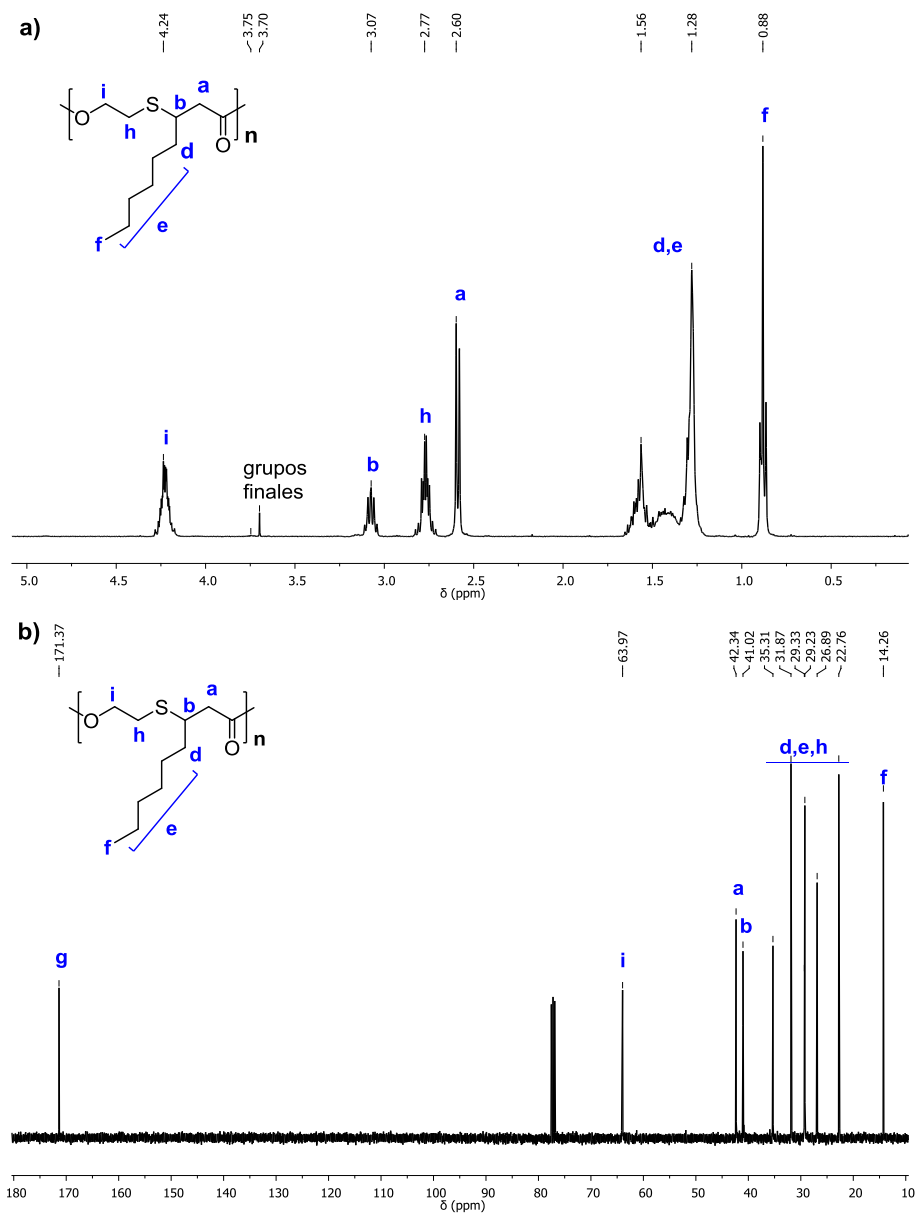 a)
4.24
3.75
3.70
3.07
2.77
2.60
1.56
1.28
0.88
i
a
b
S
O
h
O
n
d
e
f
f
d,e
a
h
i
b
grupos
finales
5.0 4.5 4.0 3.5 3.0 2.5 2.0 1.5 1.0 0.5
δ (ppm)
b)
171.37
63.97
42.34
41.02
35.31
31.87
29.33
29.23
26.89
22.76
14.26
i
a
b
S
O
h
O
n
d
e
f
d,e,h
f
a
b
g
i
180 170 160 150 140 130 120 110 100 90 80 70 60 50 40 30 20 10
δ (ppm)